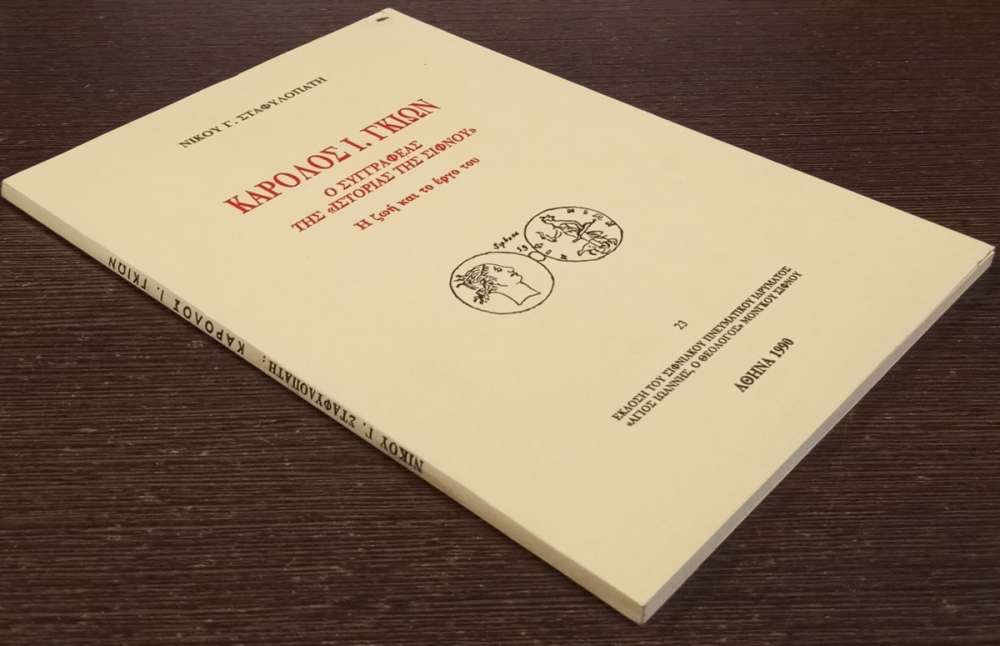 ΝΙΚΟΥ Γ. ΣΤΑΦΥΛΟΠΑΤΗ
ΚΑΡΟΛΟΣ Ι. ΓΚΙΩΝ
Ο ΣΥΓΓΡΑΦΕΑΣ
ΤΗΣ «ΙΣΤΟΡΙΑΣ ΤΗΣ ΣΙΦΝΟΥ»
Η ζωή και το έργο του
23
ΕΚΔΟΣΗ ΤΟΥ ΣΙΦΝΙΑΚΟΥ ΠΝΕΥΜΑΤΙΚΟΥ ΙΔΡΥΜΑΤΟΣ
«ΑΓΙΟΣ ΙΩΑΝΝΗΣ, Ο ΘΕΟΛΟΓΟΣ» ΜΟΝΓΚΟΥ ΣΙΦΝΟΥ
ΑΘΗΝΑ 1990
ΝΙΚΟΥ Γ. ΣΤΑΦΥΛΟΠΑΤΗ: ΚΑΡΟΛΟΣ Ι. ΓΚΙΩΝ